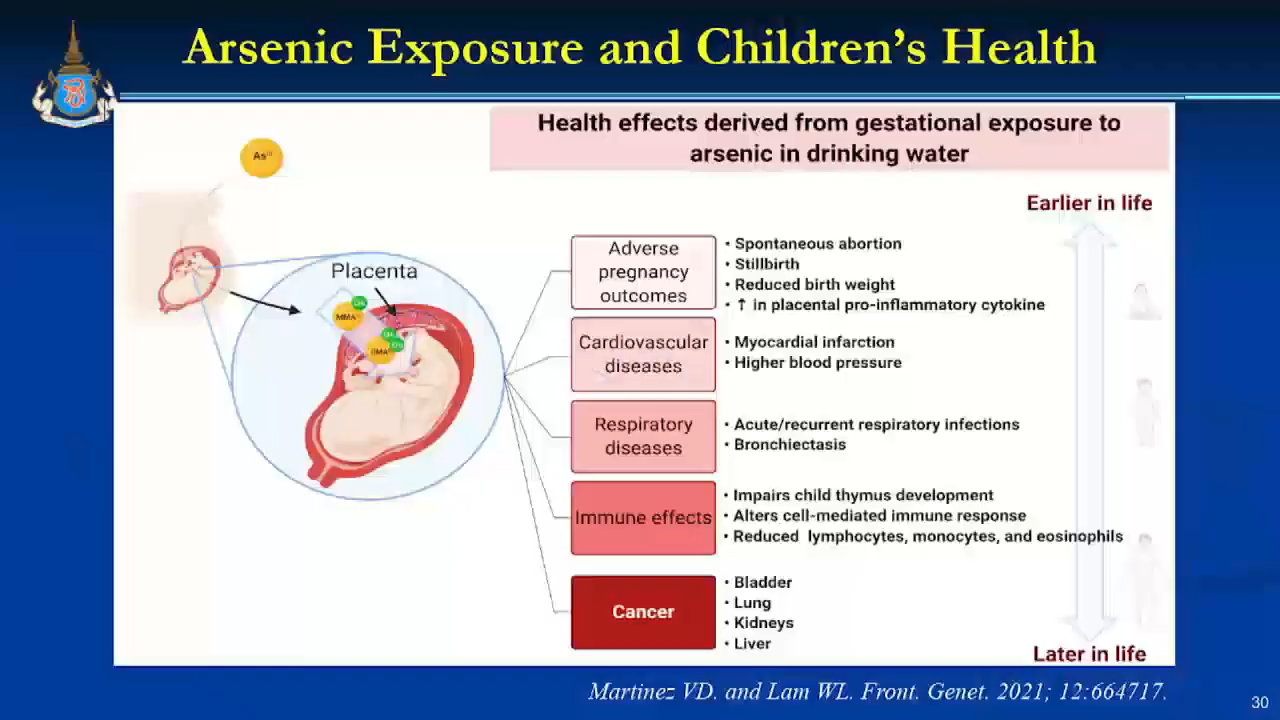 Arsenic Exposure and Children's Health
Health effects derived from gestational exposure to
arsenic in drinking water
As
Earlier in life
Placenta
MMA
DMA
Adverse
pregnancy
outcomes
• Spontaneous abortion
• Stillbirth
• Reduced birth weight
• ↑ in placental pro-inflammatory cytokine
Cardiovascular
diseases
• Myocardial infarction
• Higher blood pressure
Respiratory
diseases
• Acute/recurrent respiratory infections
• Bronchiectasis
Immune effects
• Impairs child thymus development
• Alters cell-mediated immune response
• Reduced lymphocytes, monocytes, and eosinophils
Cancer
• Bladder
• Lung
• Kidneys
• Liver
Later in life
Martinez VD. and Lam WL. Front. Genet. 2021; 12:664717.
30